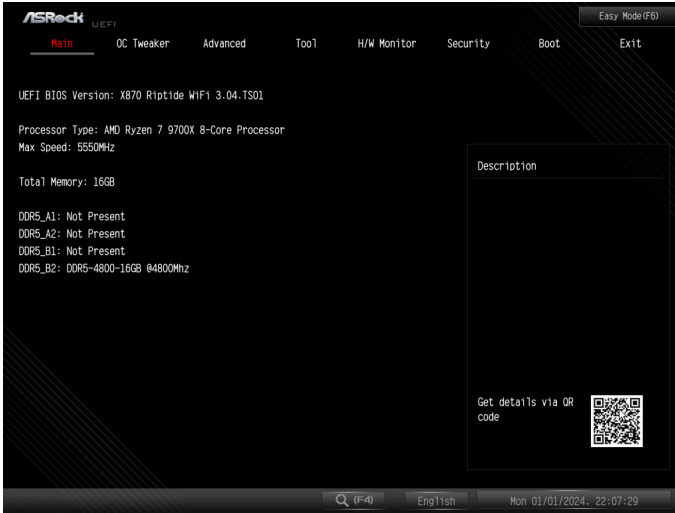 ASRock UEFI
Easy Mode(F6)
Main OC Tweaker Advanced Tool H/W Monitor Security Boot Exit
UEFI BIOS Version: X870 Riptide WiFi 3.04.TS01
Processor Type: AMD Ryzen 7 9700X 8-Core Processor
Max Speed: 5550MHz
Total Memory: 16GB
DDR5_A1: Not Present
DDR5_A2: Not Present
DDR5_B1: Not Present
DDR5_B2: DDR5-4800-16GB @4800Mhz
Description
Get details via QR
code
(F4) English Mon 01/01/2024. 22:07:29